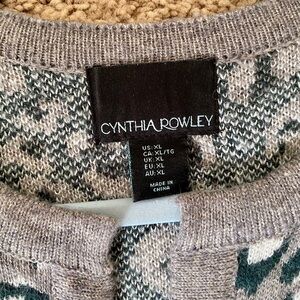 CYNTHIA ROWLEY
US: XL
CA: XL/TG
UK: XL
EU: XL
AU: XL
MADE IN
CHINA